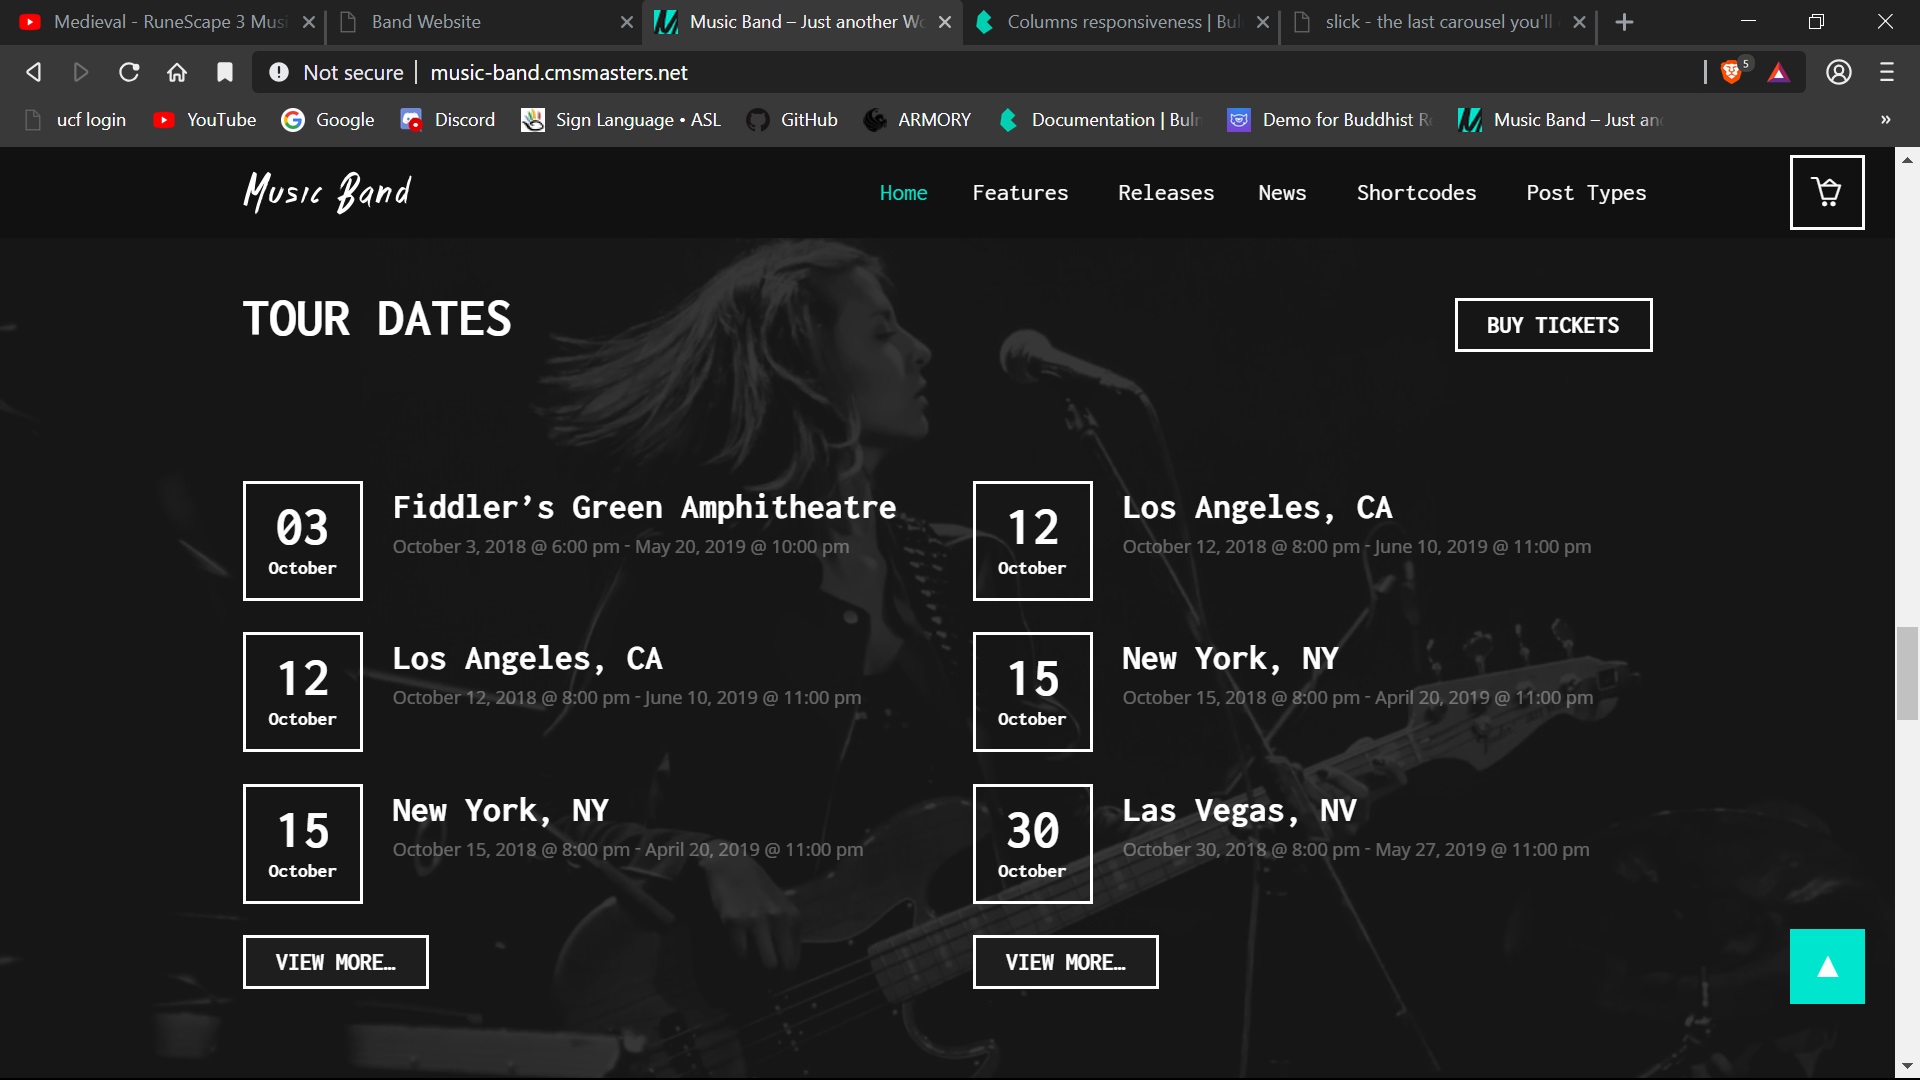 Medieval - RuneScape 3 Musi
Band Website
Music Band – Just another Wo
Columns responsiveness | Bul
slick - the last carousel you'll
Not secure
music-band.cmsmasters.net
5
ucf login
YouTube
Google
Discord
Sign Language • ASL
GitHub
ARMORY
Documentation | Buln
Demo for Buddhist Re
Music Band – Just ano
»
Music Band
Home
Features
Releases
News
Shortcodes
Post Types
TOUR DATES
BUY TICKETS
03
October
Fiddler’s Green Amphitheatre
October 3, 2018 @ 6:00 pm - May 20, 2019 @ 10:00 pm
12
October
Los Angeles, CA
October 12, 2018 @ 8:00 pm - June 10, 2019 @ 11:00 pm
15
October
New York, NY
October 15, 2018 @ 8:00 pm - April 20, 2019 @ 11:00 pm
VIEW MORE…
12
October
Los Angeles, CA
October 12, 2018 @ 8:00 pm - June 10, 2019 @ 11:00 pm
15
October
New York, NY
October 15, 2018 @ 8:00 pm - April 20, 2019 @ 11:00 pm
30
October
Las Vegas, NV
October 30, 2018 @ 8:00 pm - May 27, 2019 @ 11:00 pm
VIEW MORE…